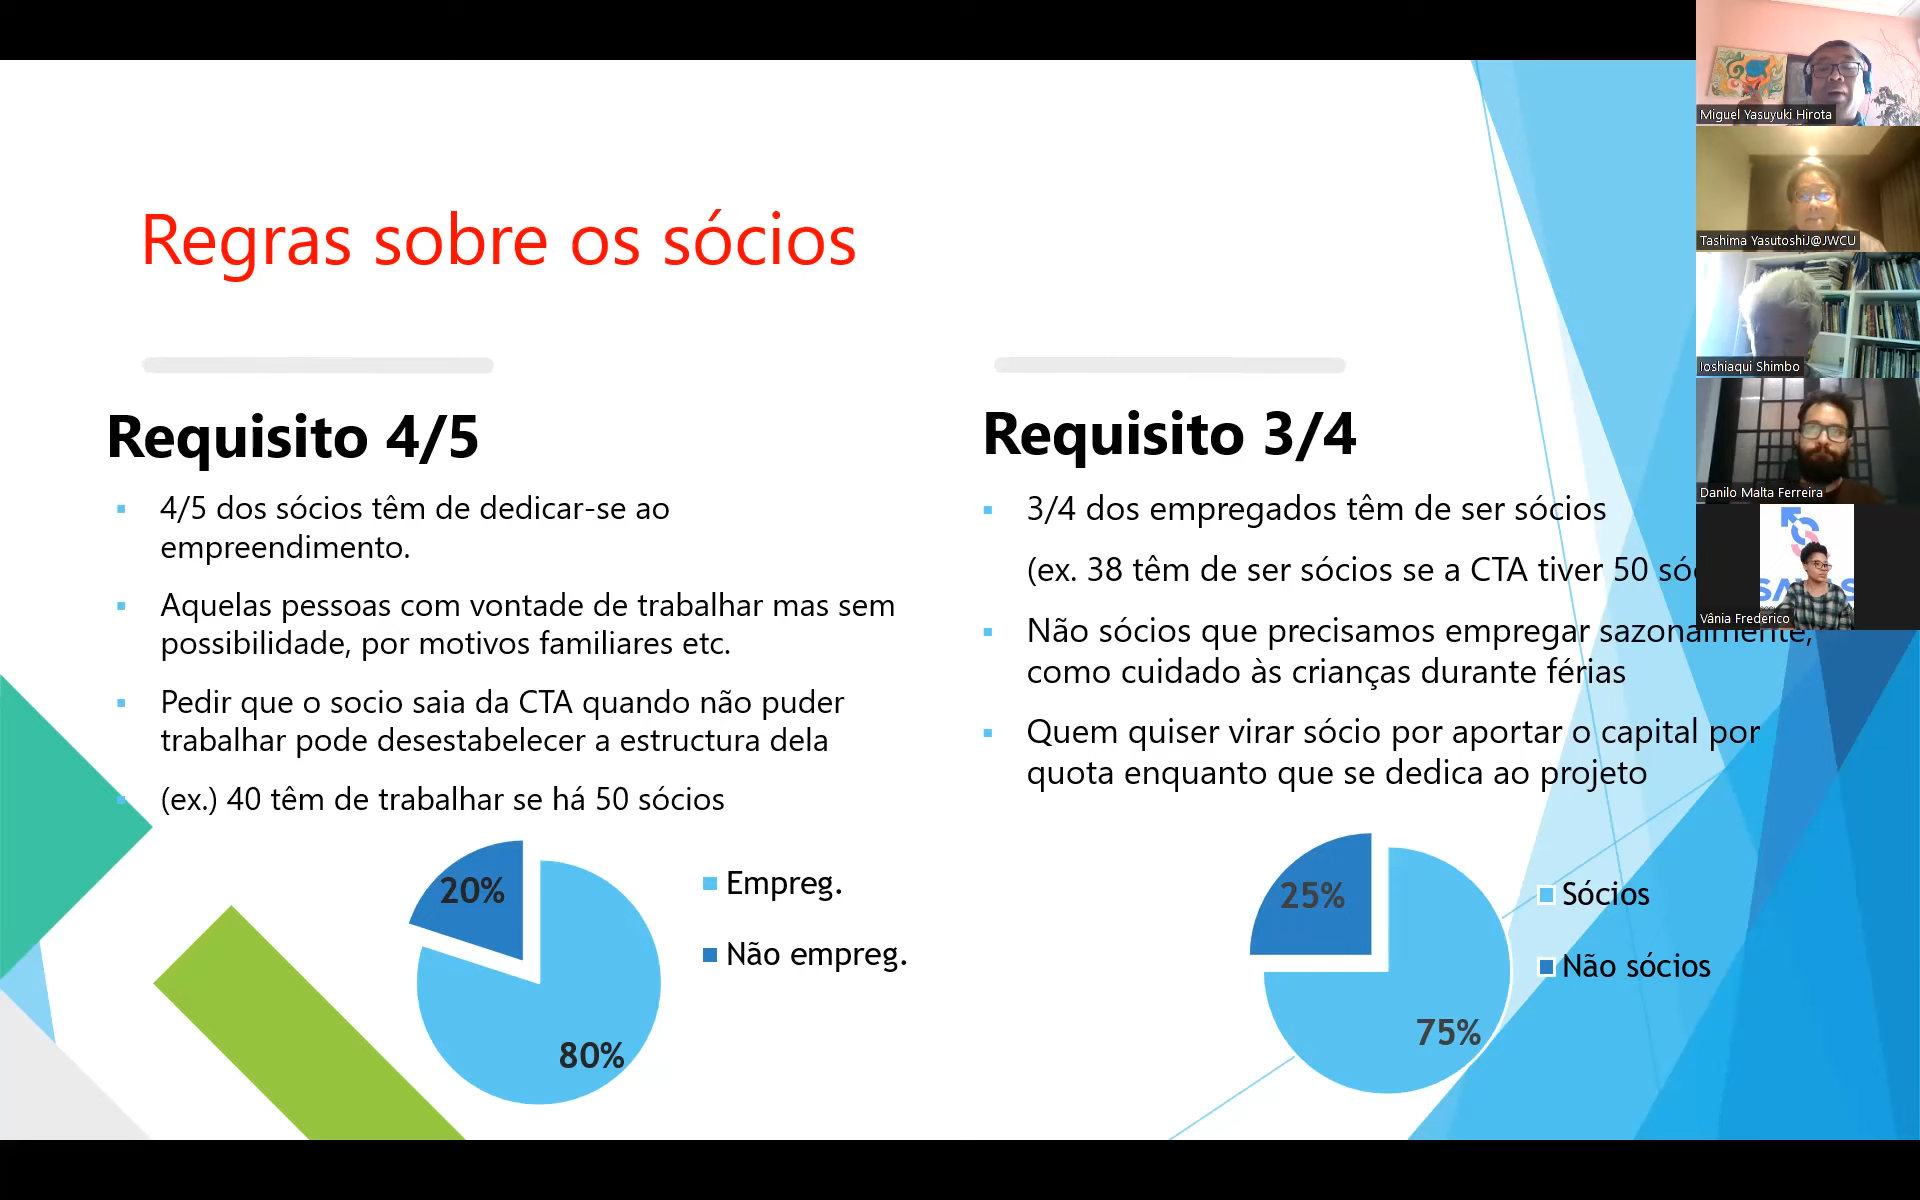 Regras sobre os sócios
Requisito 4/5
4/5 dos sócios têm de dedicar-se ao
empreendimento.
Aquelas pessoas com vontade de trabalhar mas sem
possibilidade, por motivos familiares etc.
Pedir que o socio saia da CTA quando não puder
trabalhar pode desestabelecer a estructura dela
(ex.) 40 têm de trabalhar se há 50 sócios
20%
80%
Empreg.
Não empreg.
Requisito 3/4
3/4 dos empregados têm de ser sócios
(ex. 38 têm de ser sócios se a CTA tiver 50
Não sócios que precisamos empregar sazonalmente,
como cuidado às crianças durante férias
Quem quiser virar sócio por aportar o capital por
quota enquanto que se dedica ao projeto
25%
75%
Sócios
Não sócios
Miguel Yasuyuki Hirota
Tashima YasutoshiJ@JWCU
Ioshiaqui Shimbo
Danilo Malta Ferreira
Vânia Frederico